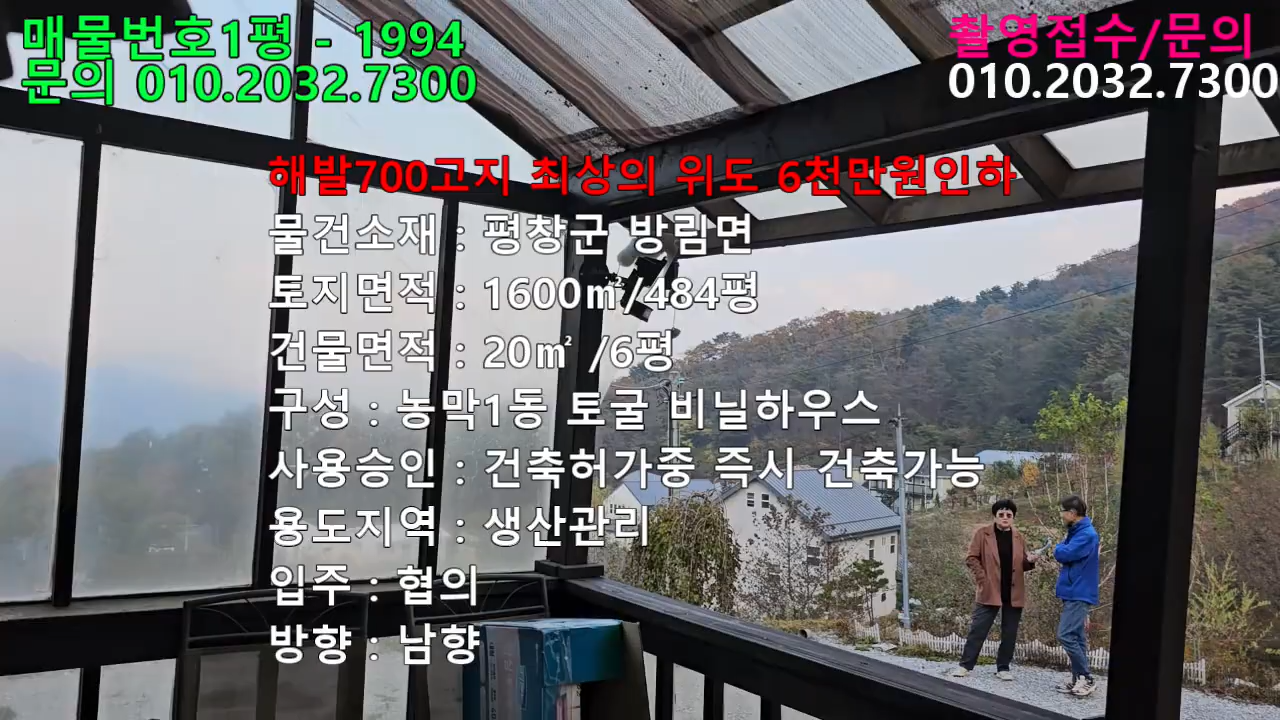 매물번호1평 - 1994
문의 010.2032.7300
촬영접수/문의
010.2032.7300
해발700고지 최상의 위도 6천만원인하
물건소재 : 평창군 방림면
토지면적 : 1600㎡/484평
건물면적 : 20㎡ /6평
구성 : 농막1동 토굴 비닐하우스
사용승인 : 건축허가중 즉시 건축가능
용도지역 : 생산관리
입주 : 협의
방향 : 남향